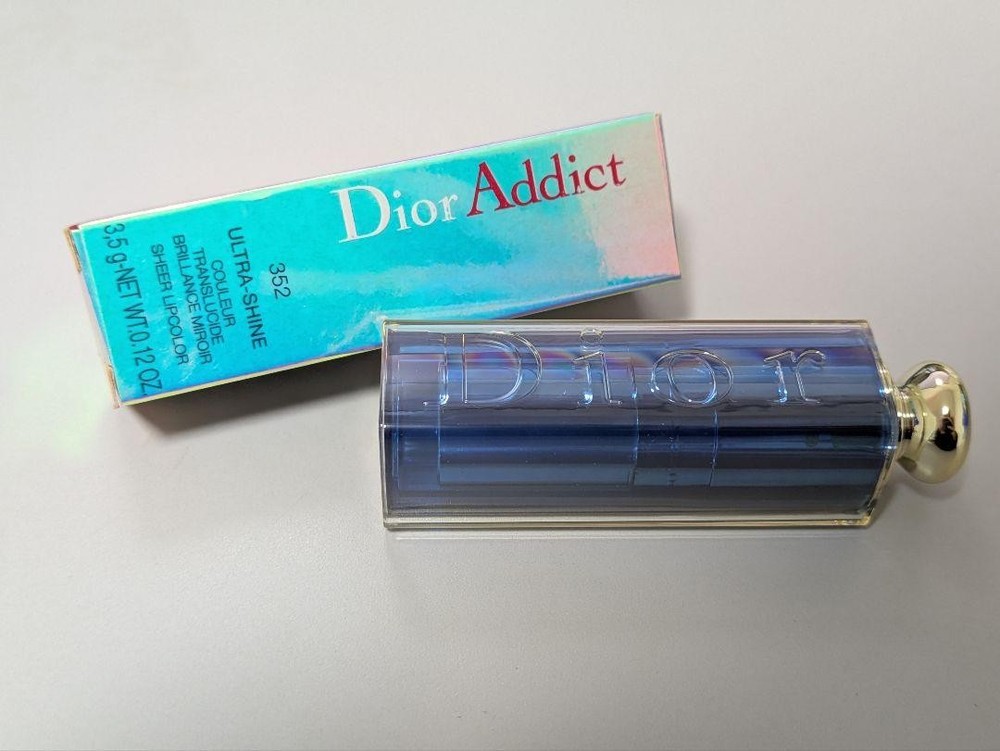 Dior Addict
352
ULTRA-SHINE
COULEUR
TRANSLUCIDE
BRILLANCE MIROIR
SHEER LIPCOLOR
3,5 g-NET WT.0.12 OZ
Dior